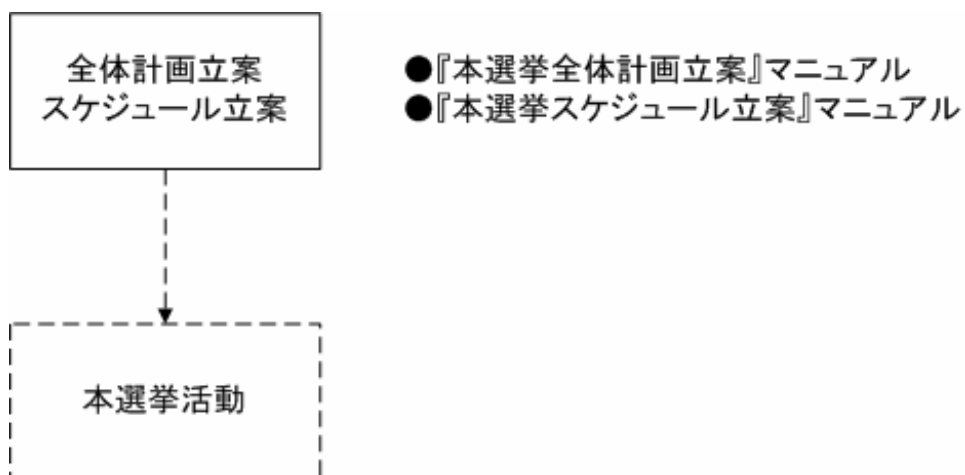 全体計画立案
スケジュール立案
●『本選挙全体計画立案』マニュアル
●『本選挙スケジュール立案』マニュアル
本選挙活動